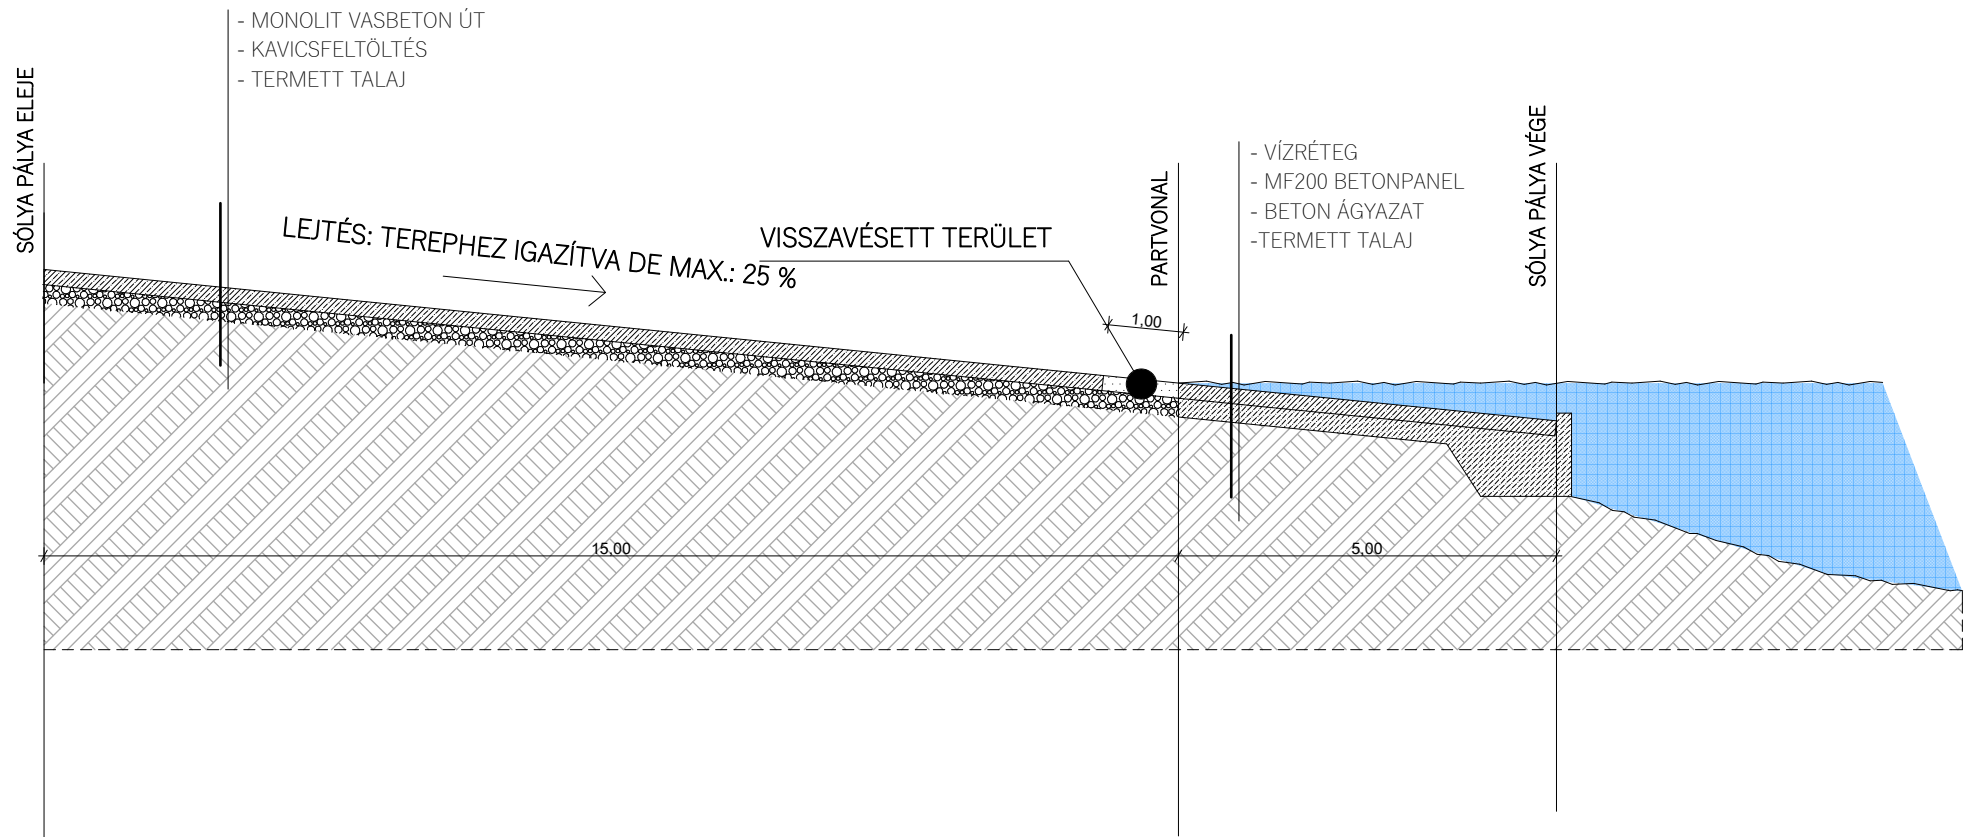 - MONOLIT VASBETON ÚT
- KAVICSFELTÖLTÉS
- TERMETT TALAJ
SÓLYA PÁLYA ELEJE
LEJTÉS: TEREPHEZ IGAZÍTVA DE MAX.: 25 %
VISSZAVÉSETT TERÜLET
PARTVONAL
- VÍZRÉTEG
- MF200 BETONPANEL
- BETON ÁGYAZAT
-TERMETT TALAJ
SÓLYA PÁLYA VÉGE
1,00
15,00
5,00